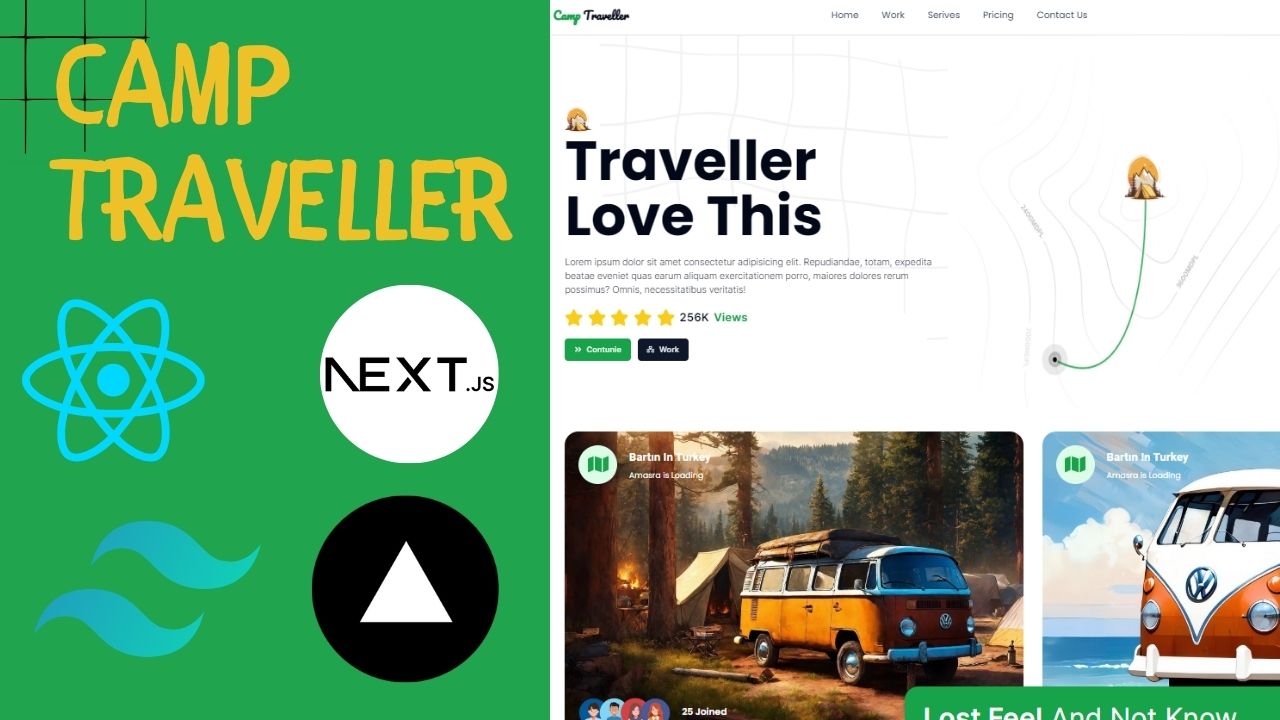 CAMP
TRAVELLER
NEXT.JS
Camp Traveller
Home Work Serives Pricing Contact Us
Traveller
Love This
Lorem ipsum dolor sit amet consectetur adipisicing elit. Repudiandae, totam, expedita
beatae eveniet quas earum aliquam exercitationem porro, maiores dolores rerum
possimus? Omnis, necessitatibus veritatis!
256K Views
Contunie Work
2400MDPL
3600MDPL
Bartın In Turkey
Amasra is Loading
25 Joined
Bartın In Turkey
Amasra is Loading
Lost Feel And Not Know